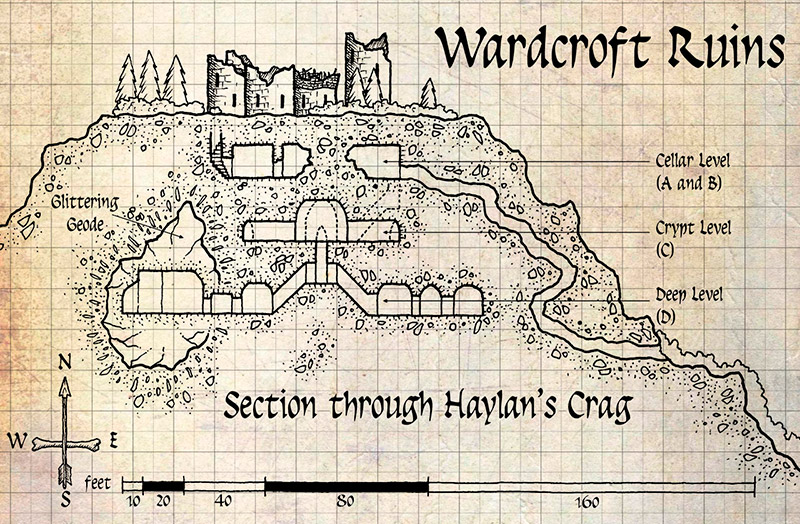 Wardcroft Ruins
Cellar Level
(A and B)
Glittering
Geode
Crypt Level
(C)
Deep Level
(D)
N
W E
S
Section through Haylan's Crag
feet
10 20 40 80 160